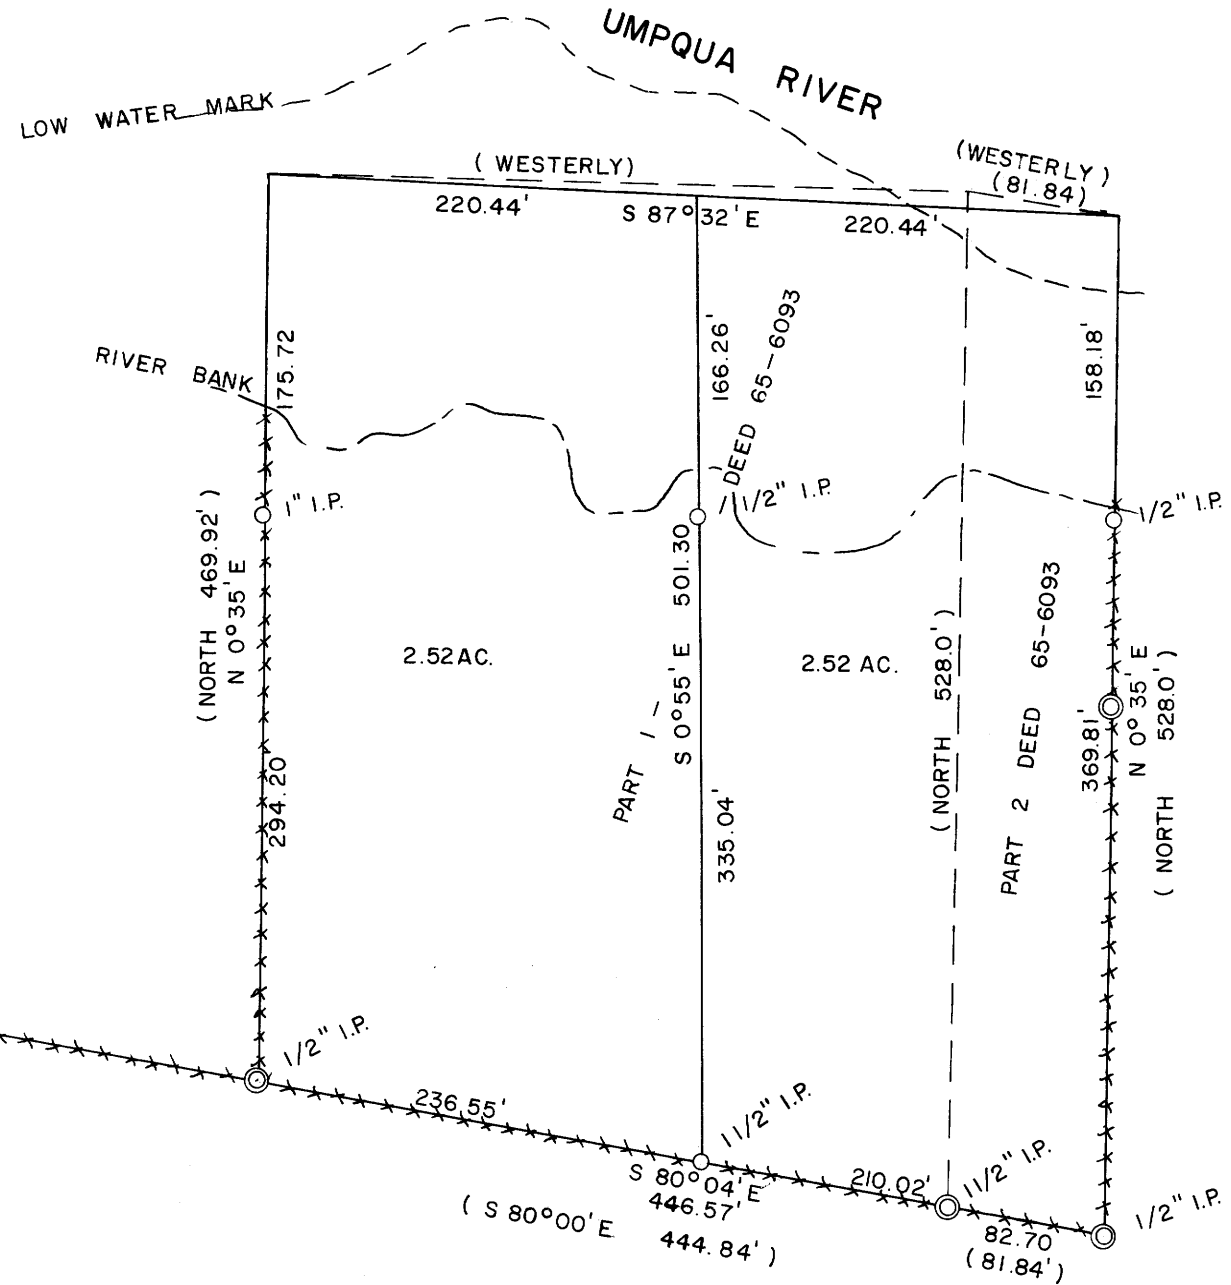 UMPQUA RIVER
LOW WATER MARK
( WESTERLY)
(WESTERLY)
(81.84)
220.44'
S 87°32'E
220.44'
RIVER BANK
175.72
166.26'
DEED 65-6093
158.18'
1" I.P.
1 1/2" I.P.
1/2" I.P.
(NORTH 469.92')
N 0°35'E
S 0°55'E 501.30
2.52 AC.
2.52 AC.
(NORTH 528.0')
PART 2 DEED 65-6093
369.81'
N 0°35'E
( NORTH 528.0')
PART 1 -
294.20'
335.04'
1/2" I.P.
236.55'
1 1/2" I.P.
S 80°04'E
446.57'
210.02'
1 1/2" I.P.
1/2" I.P.
( S 80°00'E 444.84')
82.70
(81.84')